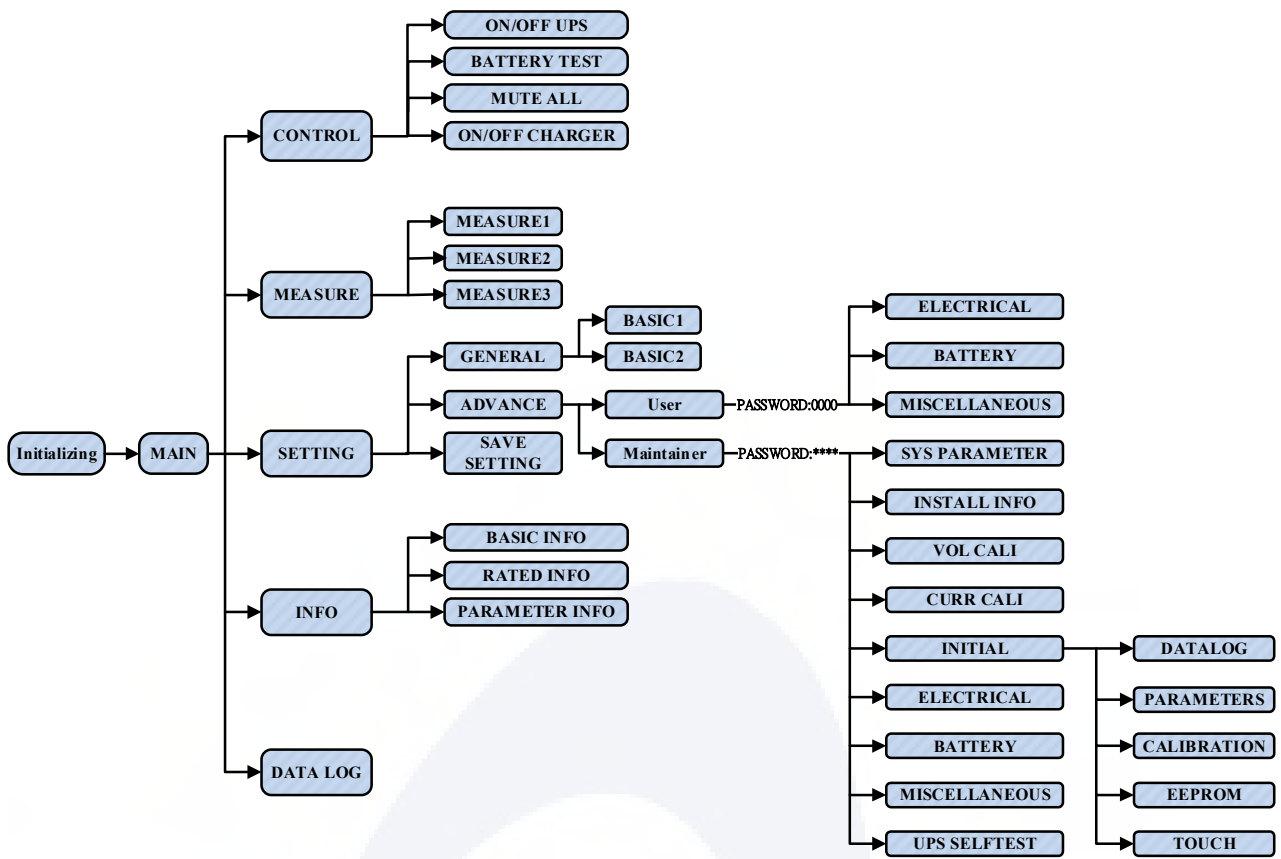 ON/OFF UPS
BATTERY TEST
MUTE ALL
CONTROL
ON/OFF CHARGER
MEASURE1
MEASURE2
MEASURE
MEASURE3
BASIC1
ELECTRICAL
GENERAL
BASIC2
BATTERY
ADVANCE
User
PASSWORD:0000
MISCELLANEOUS
Initializing
MAIN
SETTING
SAVE
SETTING
Maintainer
PASSWORD:****
SYS PARAMETER
INSTALL INFO
BASIC INFO
VOL CALI
RATED INFO
CURR CALI
INFO
PARAMETER INFO
INITIAL
DATALOG
ELECTRICAL
PARAMETERS
BATTERY
CALIBRATION
DATA LOG
MISCELLANEOUS
EEPROM
UPS SELFTEST
TOUCH